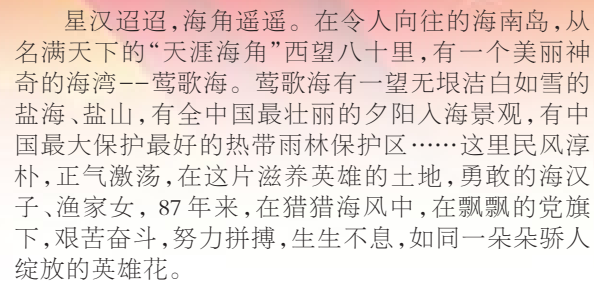 星汉迢迢,海角遥遥。在令人向往的海南岛,从
名满天下的“天涯海角”西望八十里,有一个美丽神
奇的海湾--莺歌海。莺歌海有一望无垠洁白如雪的
盐海、盐山,有全中国最壮丽的夕阳入海景观,有中
国最大保护最好的热带雨林保护区……这里民风淳
朴,正气激荡,在这片滋养英雄的土地,勇敢的海汉
子、渔家女, 87年来,在猎猎海风中,在飘飘的党旗
下,艰苦奋斗,努力拼搏,生生不息,如同一朵朵骄人
绽放的英雄花。